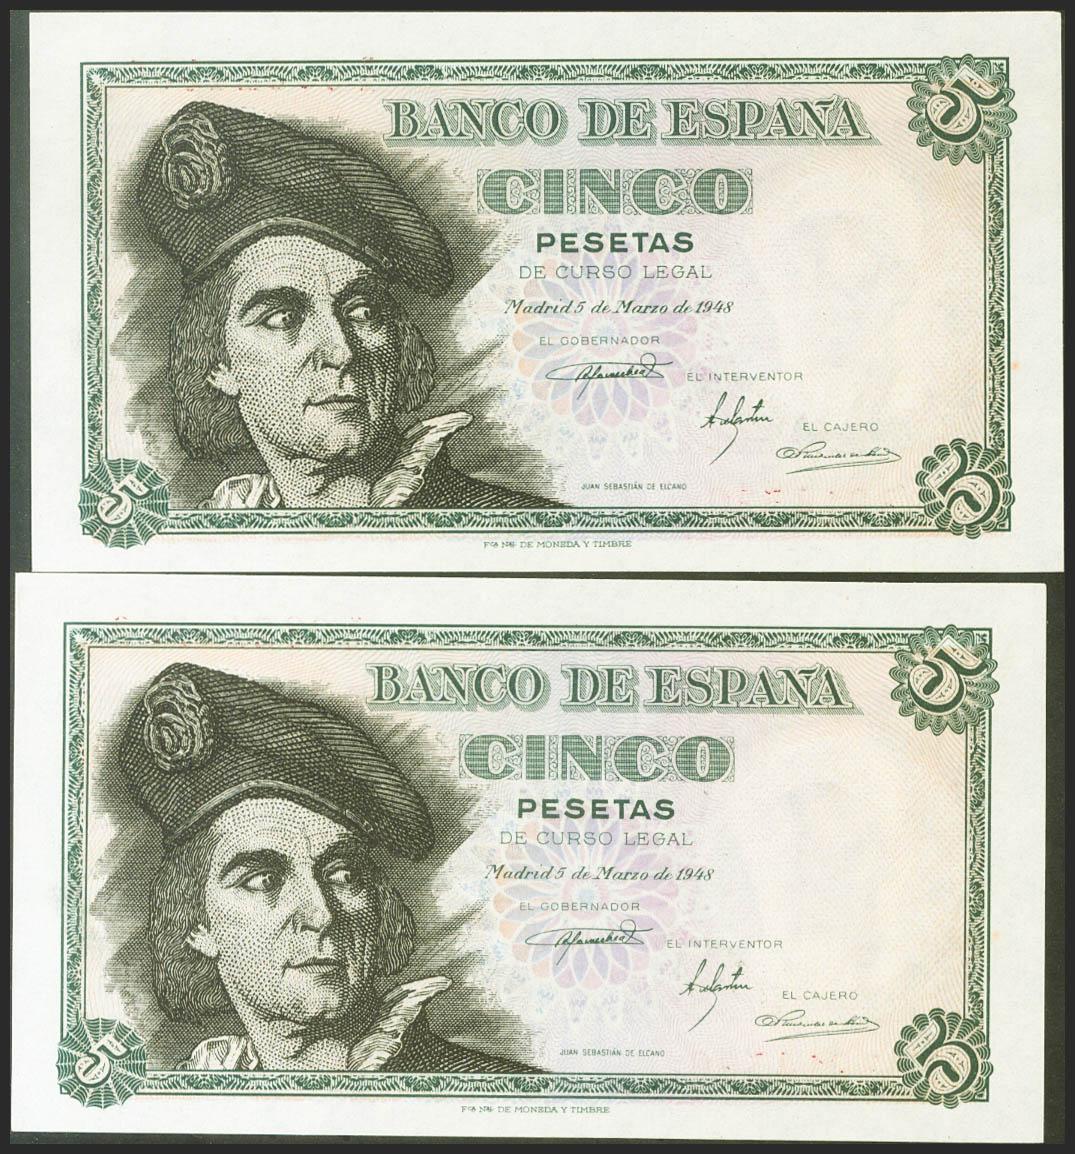 5
BANCO DE ESPAÑA
CINCO
PESETAS
DE CURSO LEGAL
Madrid 5 de Marzo de 1948
EL GOBERNADOR
EL INTERVENTOR
EL CAJERO
JUAN SEBASTIÁN DE ELCANO
5
5
Fca. Nal. DE MONEDA Y TIMBRE
5
BANCO DE ESPAÑA
CINCO
PESETAS
DE CURSO LEGAL
Madrid 5 de Marzo de 1948
EL GOBERNADOR
EL INTERVENTOR
EL CAJERO
JUAN SEBASTIÁN DE ELCANO
5
5
Fca. Nal. DE MONEDA Y TIMBRE